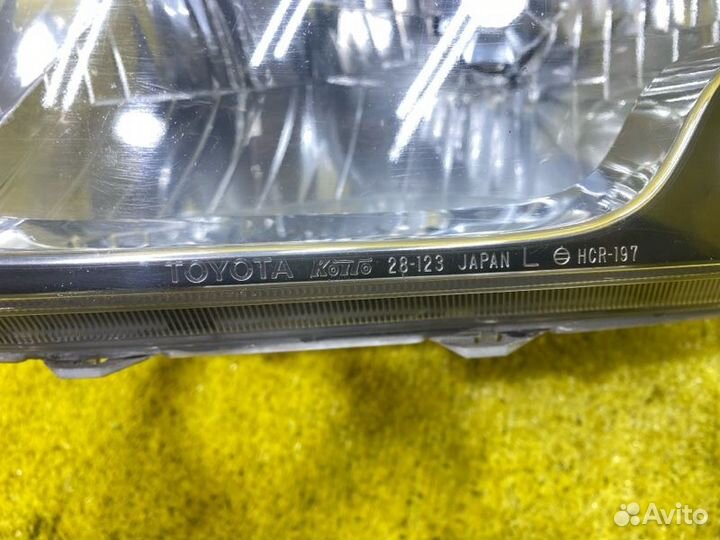 TOYOTA KOITO 28-123 JAPAN L HCR-197
Avito